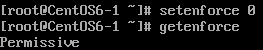 [root@CentOS6-1 ~]# setenforce 0
[root@CentOS6-1 ~]# getenforce
Permissive